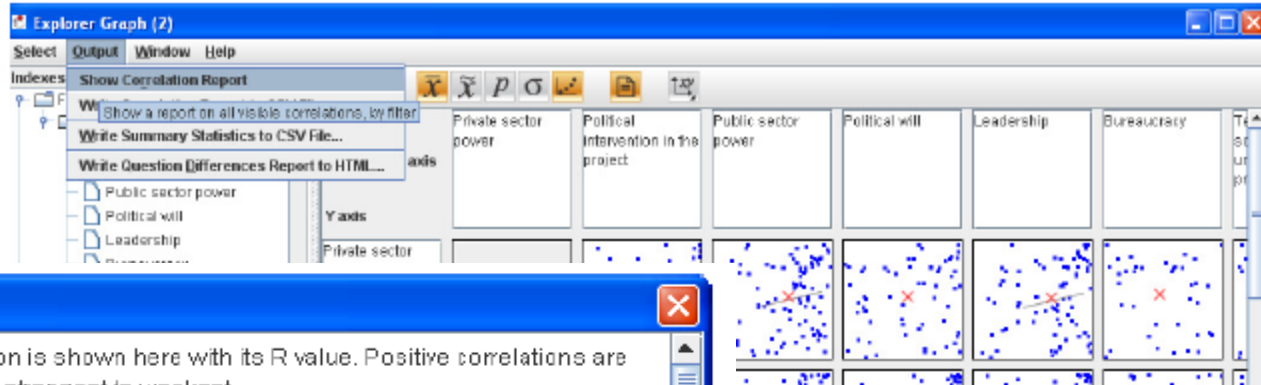 Explorer Graph (2)
Select Output Window Help
Indexes
Show Correlation Report
Show a report on all visible correlations, by filter
Write Summary Statistics to CSV File...
Write Question Differences Report to HTML...
Public sector power
Political will
Leadership
x̅ x̃ p σ
axis
Y axis
Private sector power
Political intervention in the project
Public sector power
Political will
Leadership
Bureaucracy
Private sector
on is shown here with its R value. Positive correlations are